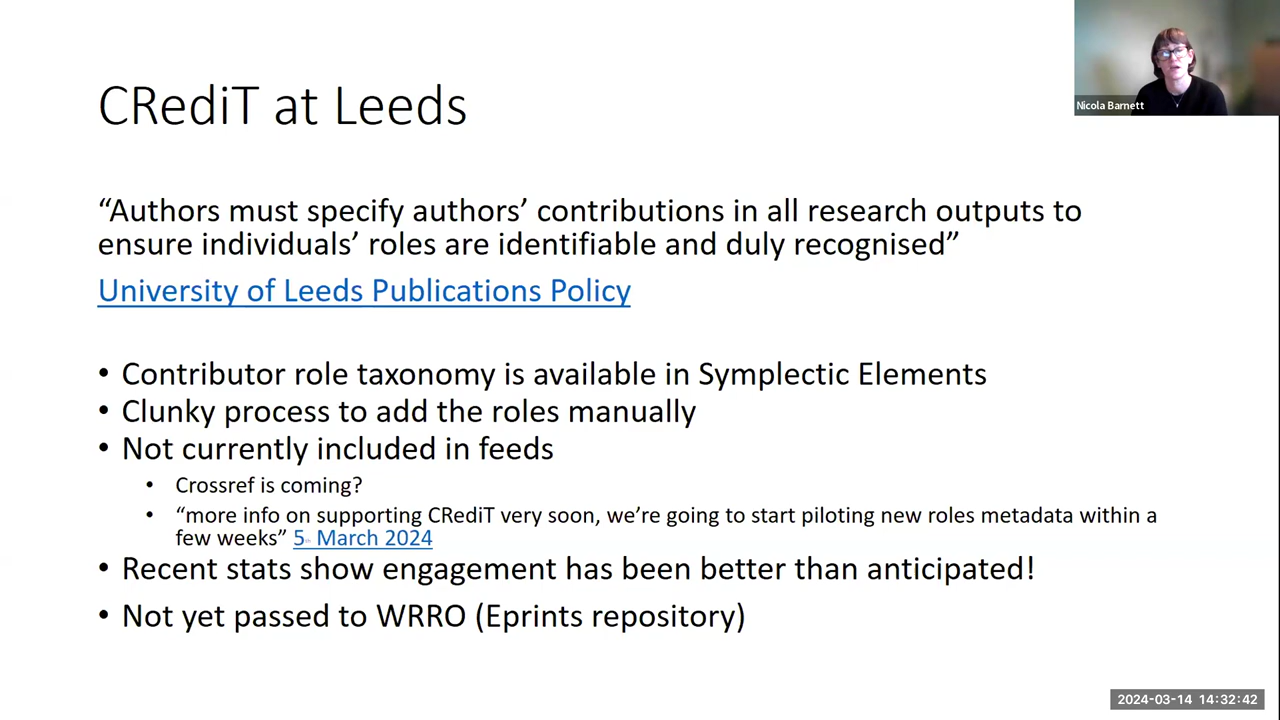 CRediT at Leeds
Nicola Barnett
“Authors must specify authors’ contributions in all research outputs to
ensure individuals’ roles are identifiable and duly recognised”
University of Leeds Publications Policy
• Contributor role taxonomy is available in Symplectic Elements
• Clunky process to add the roles manually
• Not currently included in feeds
• Crossref is coming?
• “more info on supporting CRediT very soon, we’re going to start piloting new roles metadata within a
few weeks” 5th March 2024
• Recent stats show engagement has been better than anticipated!
• Not yet passed to WRRO (Eprints repository)
2024-03-14 14:32:42